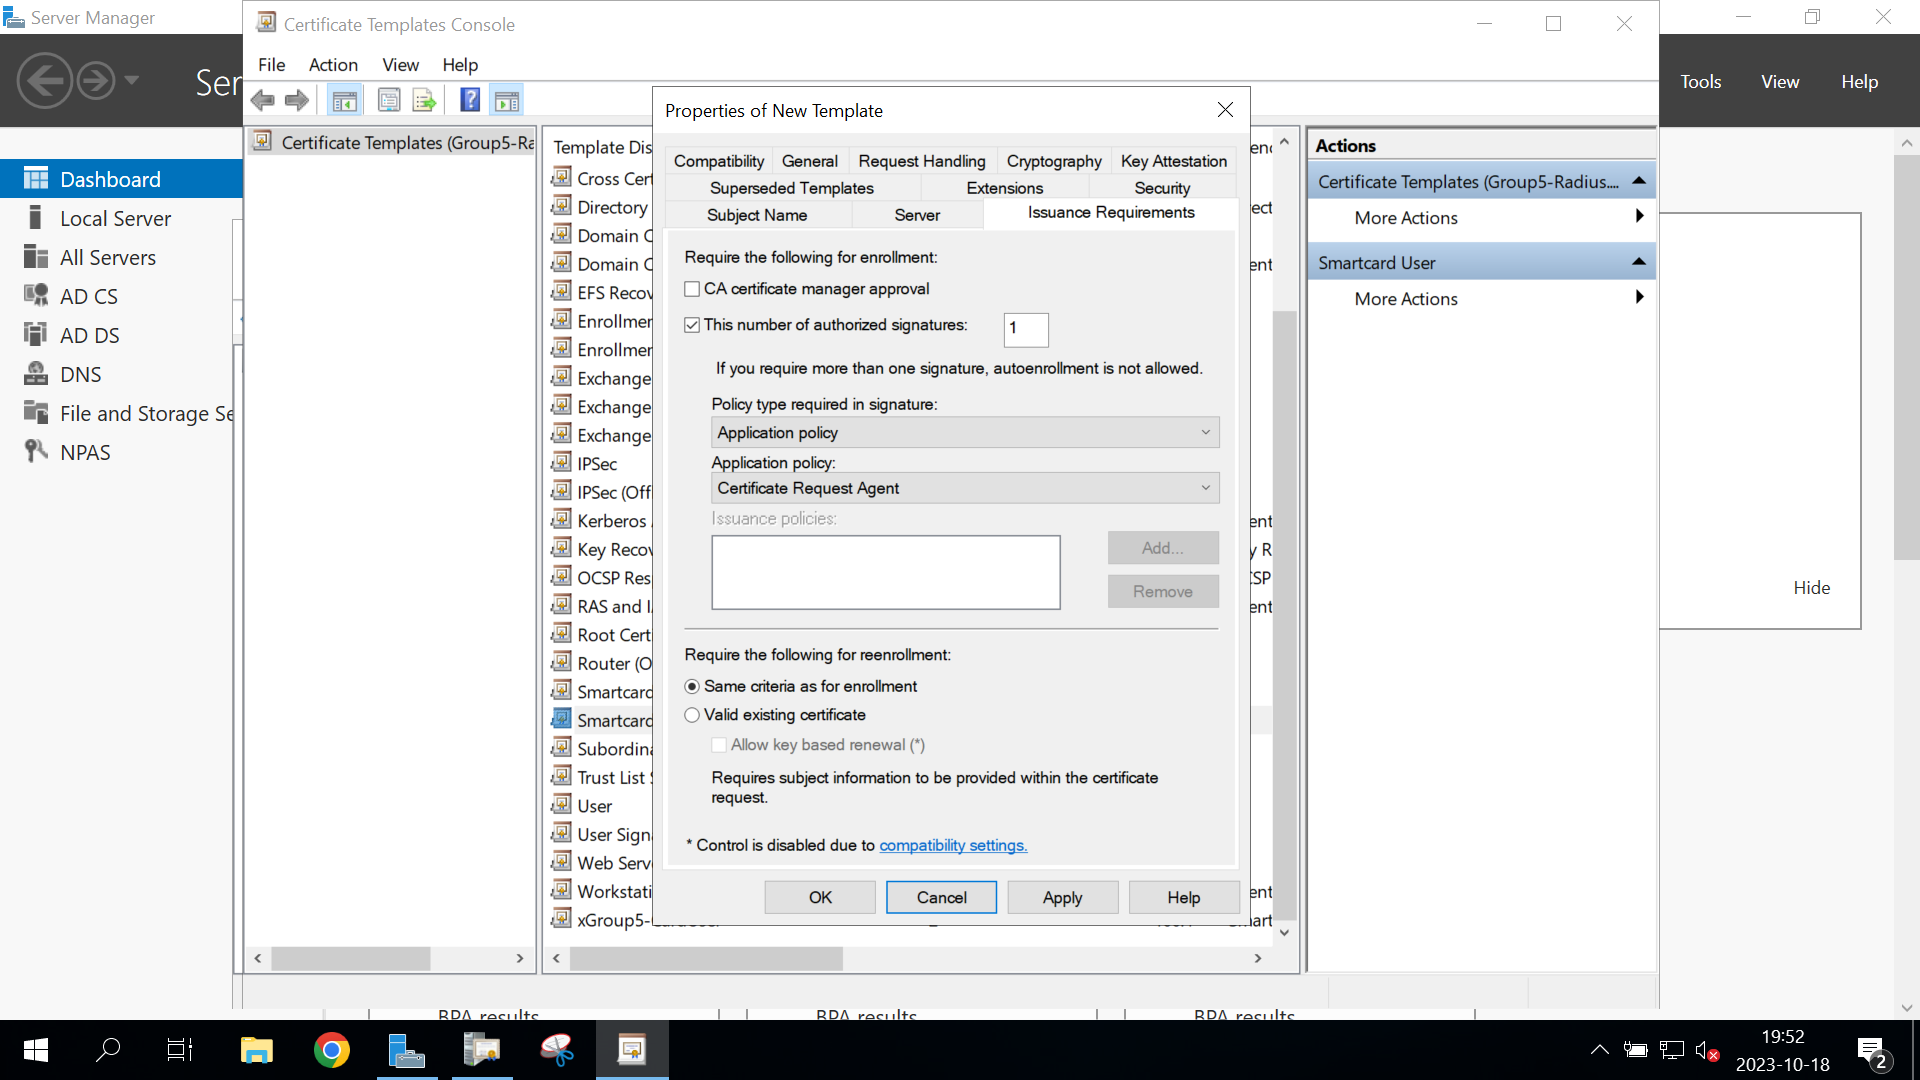 Server Manager
Certificate Templates Console
File Action View Help
Ser
Tools View Help
Dashboard
Local Server
All Servers
AD CS
AD DS
DNS
File and Storage Se
NPAS
Certificate Templates (Group5-Ra
Template Dis
Cross Cert
Directory
Domain C
Domain C
EFS Recov
Enrollmen
Enrollmen
Exchange
Exchange
Exchange
IPSec
IPSec (Off
Kerberos
Key Recov
OCSP Res
RAS and I
Root Cert
Router (O
Smartcard
Smartcard
Subordina
Trust List S
User
User Sign
Web Serv
Workstati
xGroup5-
Properties of New Template
Compatibility General Request Handling Cryptography Key Attestation
Superseded Templates Extensions Security
Subject Name Server Issuance Requirements
Require the following for enrollment:
CA certificate manager approval
This number of authorized signatures: 1
If you require more than one signature, autoenrollment is not allowed.
Policy type required in signature:
Application policy
Application policy:
Certificate Request Agent
Issuance policies:
Add...
Remove
Require the following for reenrollment:
Same criteria as for enrollment
Valid existing certificate
Allow key based renewal (*)
Requires subject information to be provided within the certificate
request.
* Control is disabled due to compatibility settings.
OK Cancel Apply Help
Actions
Certificate Templates (Group5-Radius....
More Actions
Smartcard User
More Actions
Hide
BPA results BPA results BPA results
19:52
2023-10-18
2